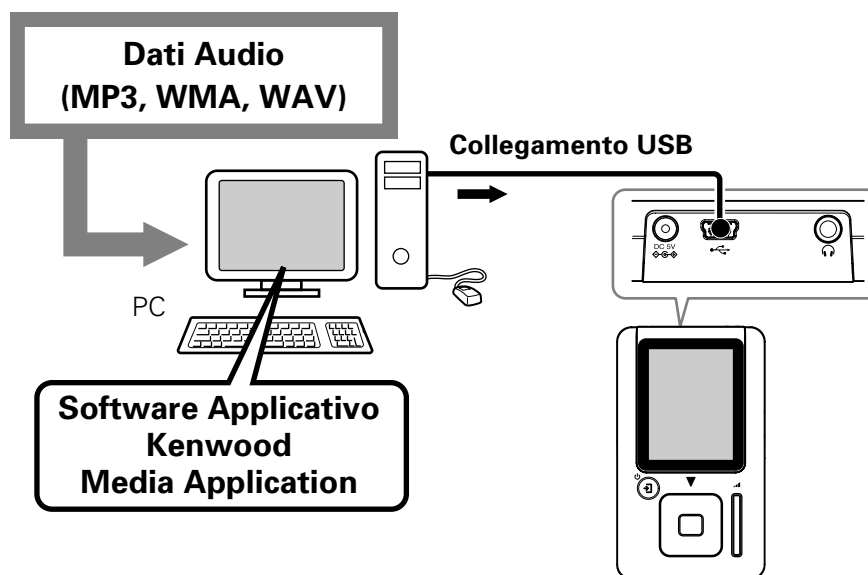 Dati Audio
(MP3, WMA, WAV)
Collegamento USB
DC 5V
PC
Software Applicativo
Kenwood
Media Application